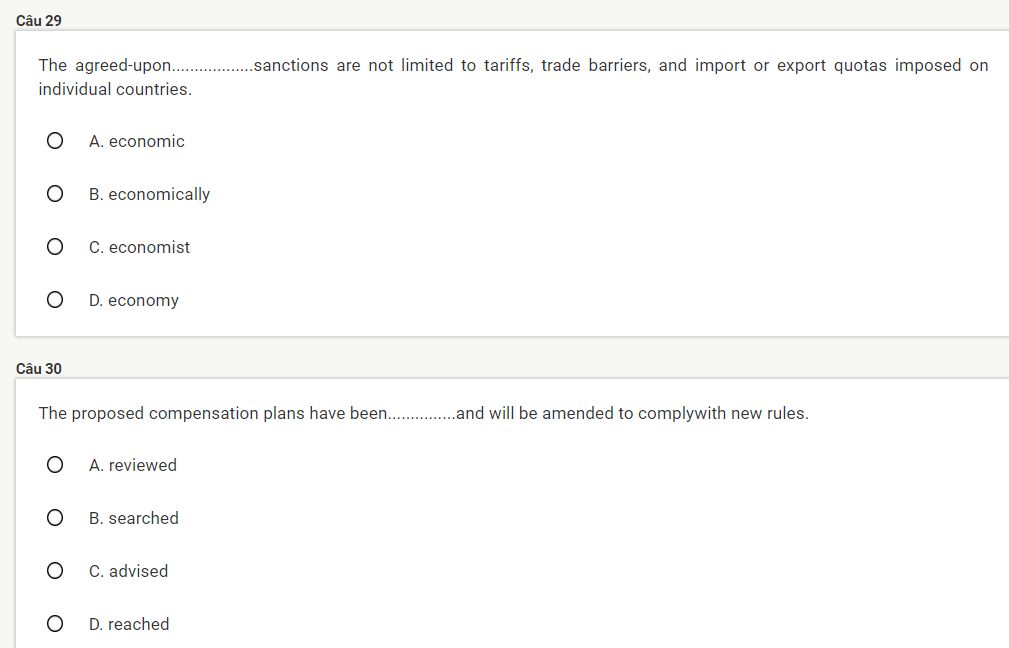 Câu 29
The agreed-upon..................sanctions are not limited to tariffs, trade barriers, and import or export quotas imposed on
individual countries.
A. economic
B. economically
C. economist
D. economy
Câu 30
The proposed compensation plans have been...............and will be amended to complywith new rules.
A. reviewed
B. searched
C. advised
D. reached